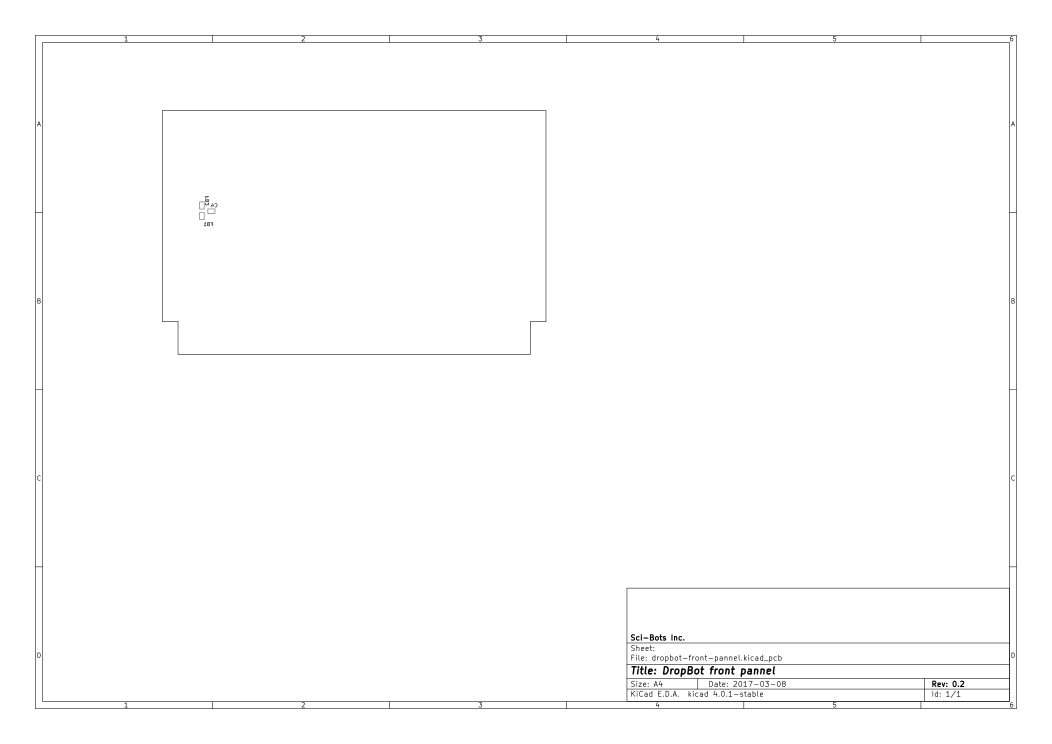 1 2 3 4 5 6
A A
C4
FB1
B B
C C
Sci-Bots Inc.
Sheet:
File: dropbot-front-pannel.kicad_pcb
D D
Title: DropBot front pannel
Size: A4 Date: 2017-03-08 Rev: 0.2
KiCad E.D.A. kicad 4.0.1-stable Id: 1/1
1 2 3 4 5 6